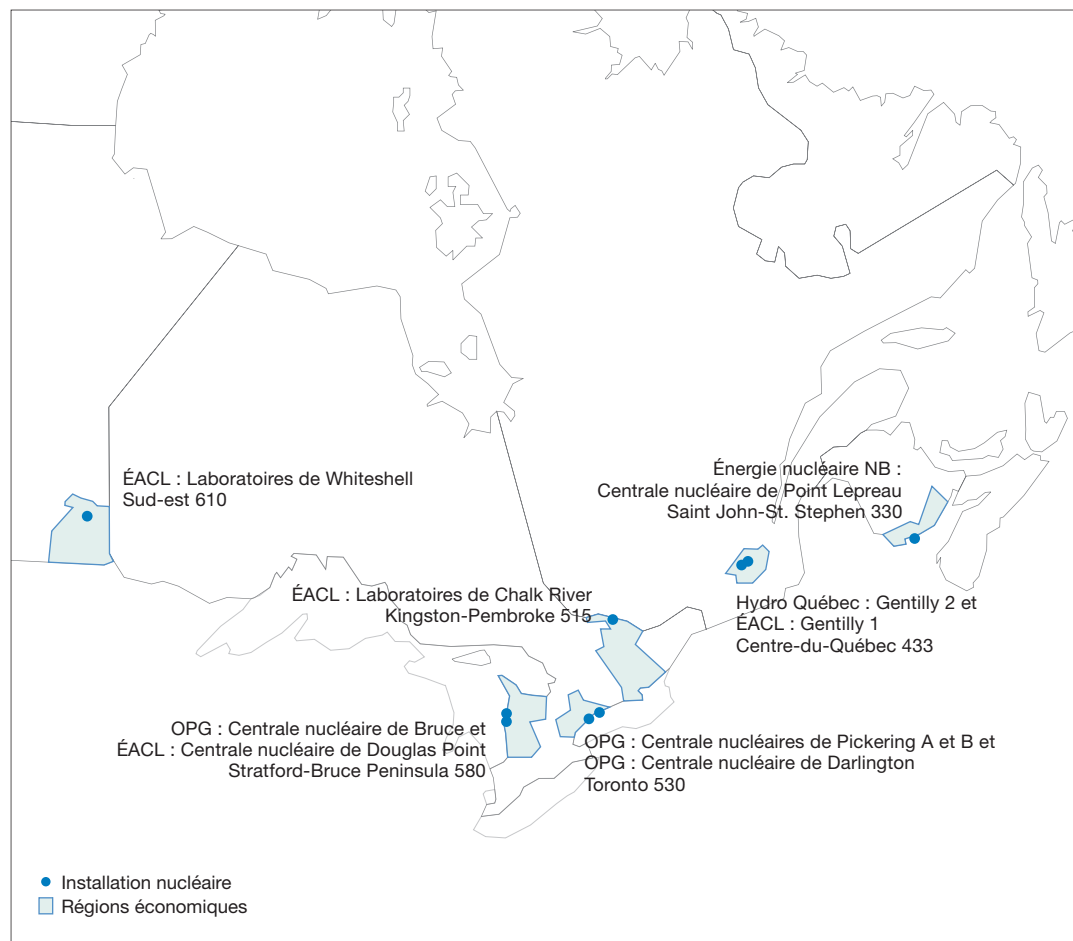 ÉACL : Laboratoires de Whiteshell
Sud-est 610
Énergie nucléaire NB :
Centrale nucléaire de Point Lepreau
Saint John-St. Stephen 330
ÉACL : Laboratoires de Chalk River
Kingston-Pembroke 515
Hydro Québec : Gentilly 2 et
ÉACL : Gentilly 1
Centre-du-Québec 433
OPG : Centrale nucléaire de Bruce et
ÉACL : Centrale nucléaire de Douglas Point
Stratford-Bruce Peninsula 580
OPG : Centrale nucléaires de Pickering A et B et
OPG : Centrale nucléaire de Darlington
Toronto 530
Installation nucléaire
Régions économiques